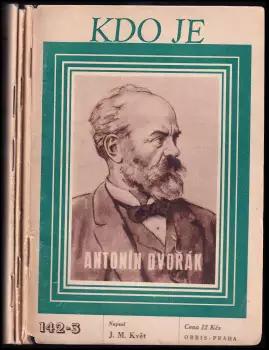 KDO JE
ANTONÍN DVOŘÁK
142-3
Napsal
J. M. Květ
Cena 12 Kčs
ORBIS-PRAHA